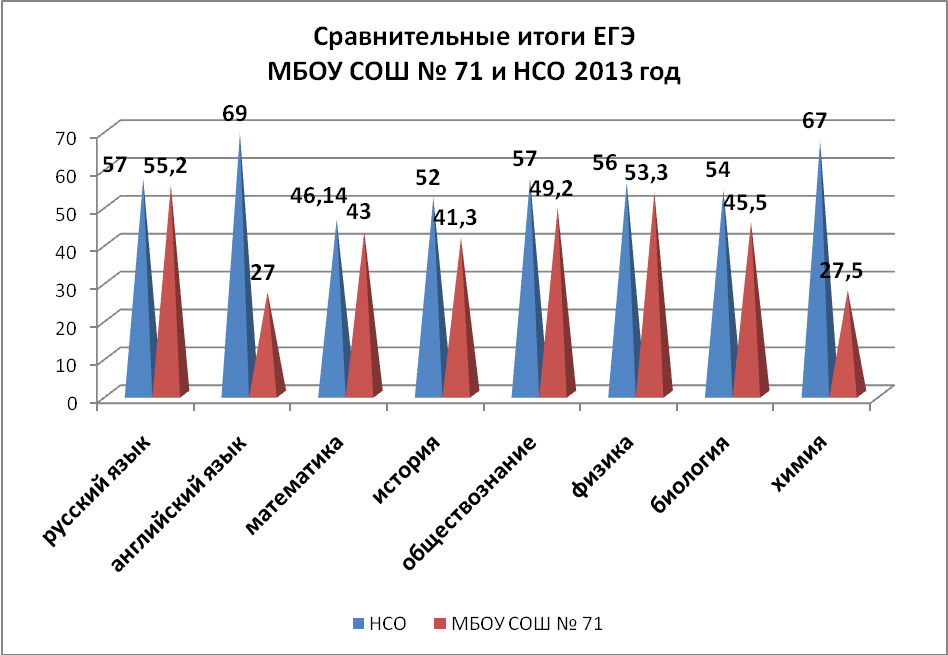 Сравнительные итоги ЕГЭ
МБОУ СОШ № 71 и НСО 2013 год
70
60
50
40
30
20
10
0
57
55,2
69
27
46,14
43
52
41,3
57
49,2
56
53,3
54
45,5
67
27,5
русский язык
английский язык
математика
история
обществознание
физика
биология
химия
НСО
МБОУ СОШ № 71